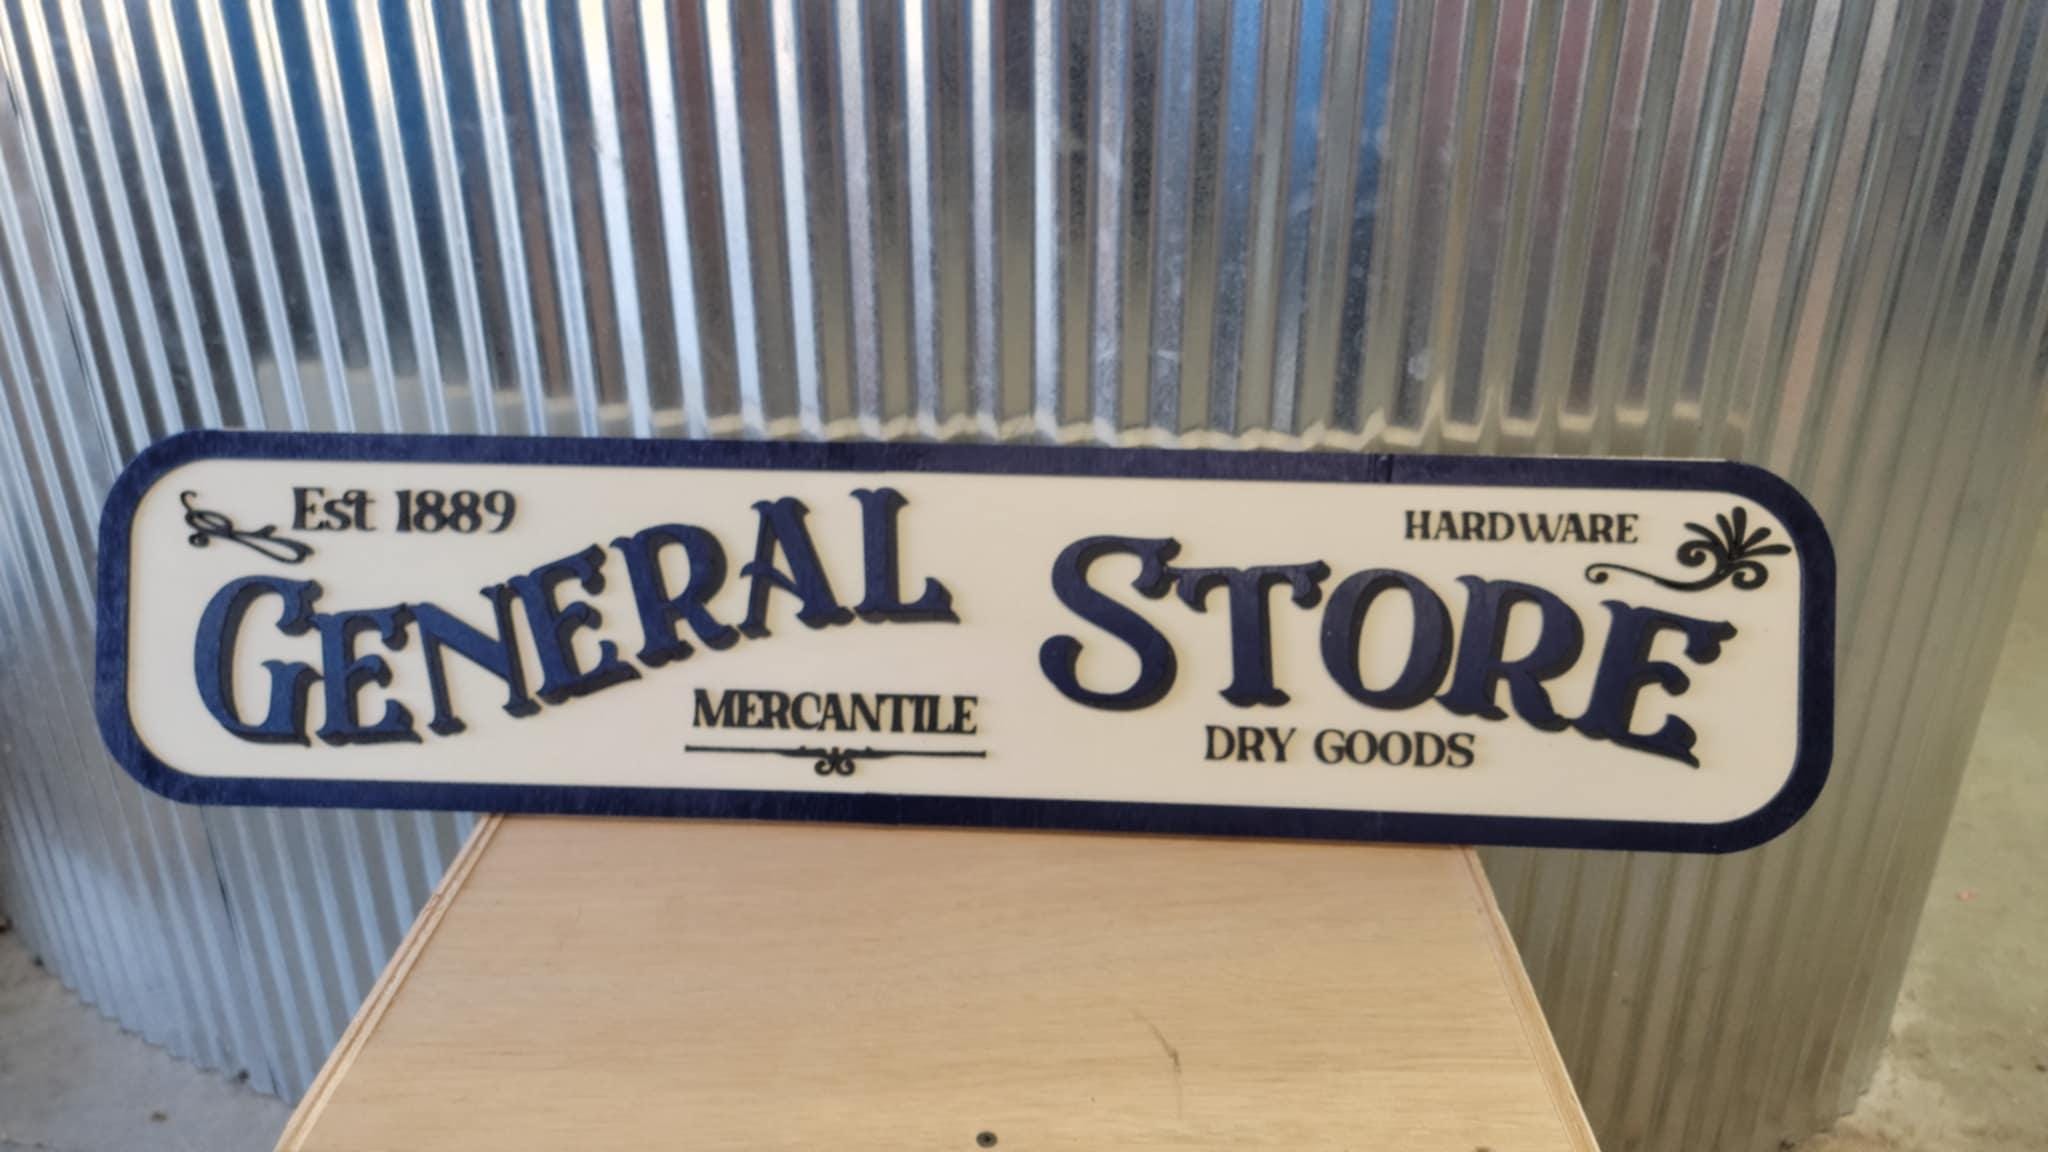 Est 1889
HARDWARE
GENERAL STORE
MERCANTILE
DRY GOODS